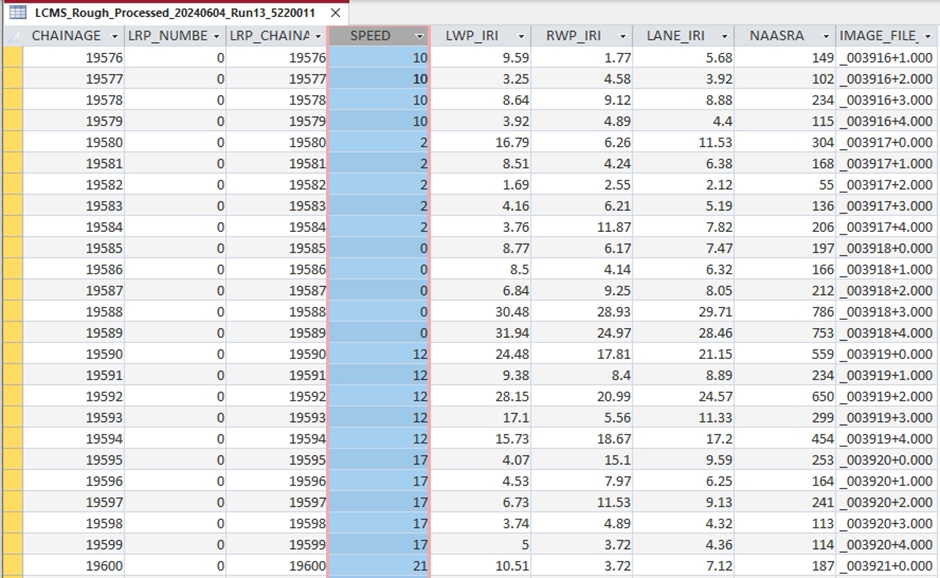 LCMS_Rough_Processed_20240604_Run13_5220011
CHAINAGE LRP_NUMBE LRP_CHAINA SPEED LWP_IRI RWP_IRI LANE_IRI NAASRA IMAGE_FILE_
19576 0 19576 10 9.59 1.77 5.68 149 _003916+1.000
19577 0 19577 10 3.25 4.58 3.92 102 _003916+2.000
19578 0 19578 10 8.64 9.12 8.88 234 _003916+3.000
19579 0 19579 10 3.92 4.89 4.4 115 _003916+4.000
19580 0 19580 2 16.79 6.26 11.53 304 _003917+0.000
19581 0 19581 2 8.51 4.24 6.38 168 _003917+1.000
19582 0 19582 2 1.69 2.55 2.12 55 _003917+2.000
19583 0 19583 2 4.16 6.21 5.19 136 _003917+3.000
19584 0 19584 2 3.76 11.87 7.82 206 _003917+4.000
19585 0 19585 0 8.77 6.17 7.47 197 _003918+0.000
19586 0 19586 0 8.5 4.14 6.32 166 _003918+1.000
19587 0 19587 0 6.84 9.25 8.05 212 _003918+2.000
19588 0 19588 0 30.48 28.93 29.71 786 _003918+3.000
19589 0 19589 0 31.94 24.97 28.46 753 _003918+4.000
19590 0 19590 12 24.48 17.81 21.15 559 _003919+0.000
19591 0 19591 12 9.38 8.4 8.89 234 _003919+1.000
19592 0 19592 12 28.15 20.99 24.57 650 _003919+2.000
19593 0 19593 12 17.1 5.56 11.33 299 _003919+3.000
19594 0 19594 12 15.73 18.67 17.2 454 _003919+4.000
19595 0 19595 17 4.07 15.1 9.59 253 _003920+0.000
19596 0 19596 17 4.53 7.97 6.25 164 _003920+1.000
19597 0 19597 17 6.73 11.53 9.13 241 _003920+2.000
19598 0 19598 17 3.74 4.89 4.32 113 _003920+3.000
19599 0 19599 17 5 3.72 4.36 114 _003920+4.000
19600 0 19600 21 10.51 3.72 7.12 187 _003921+0.000